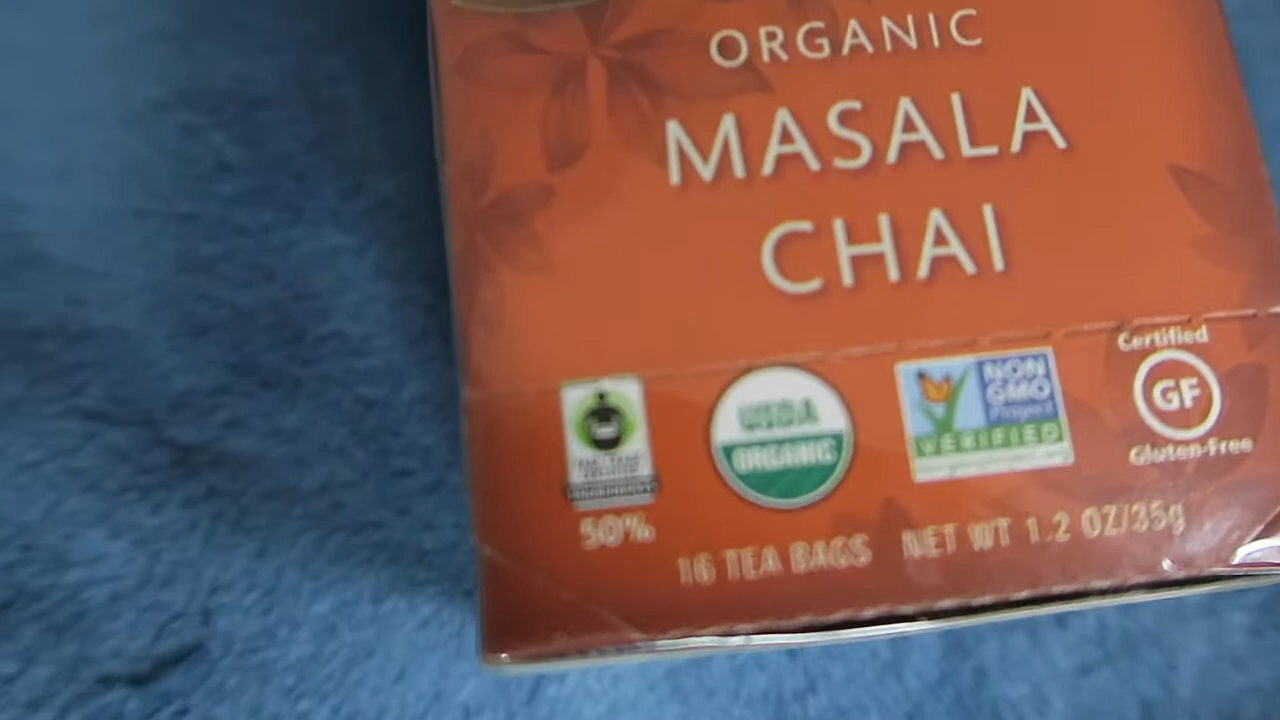 ORGANIC
MASALA
CHAI
Certified
GF
Gluten-Free
NON
GMO
Project
VERIFIED
USDA
ORGANIC
50%
16 TEA BAGS NET WT 1.2 OZ/35g